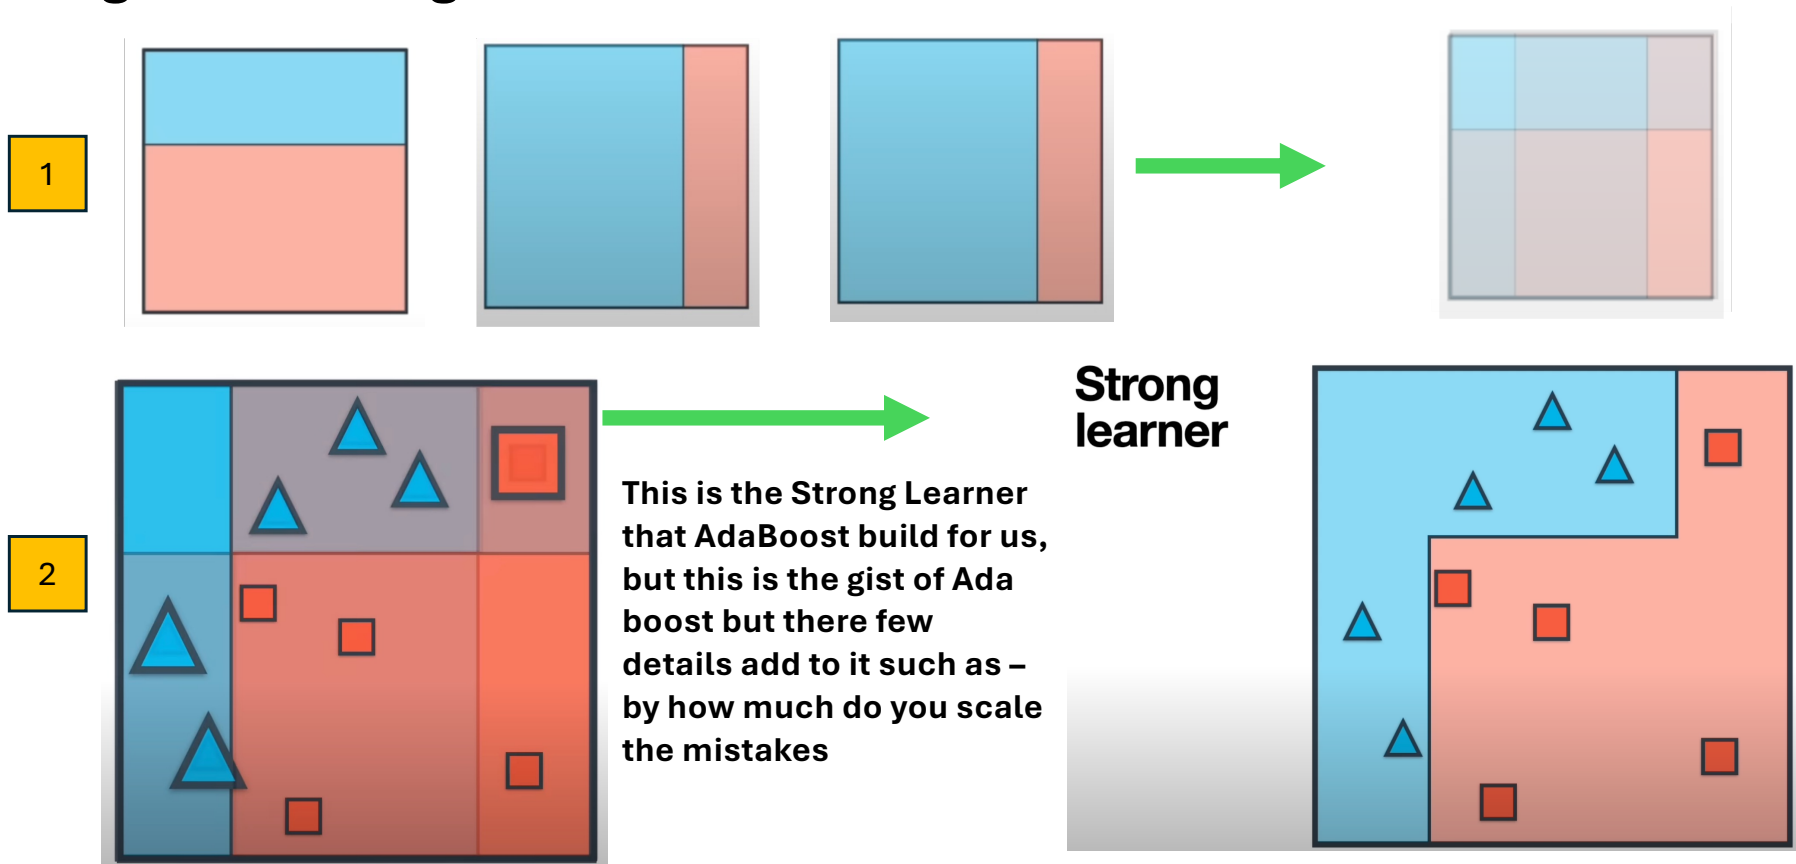 1
2
Strong
learner
This is the Strong Learner
that AdaBoost build for us,
but this is the gist of Ada
boost but there few
details add to it such as –
by how much do you scale
the mistakes